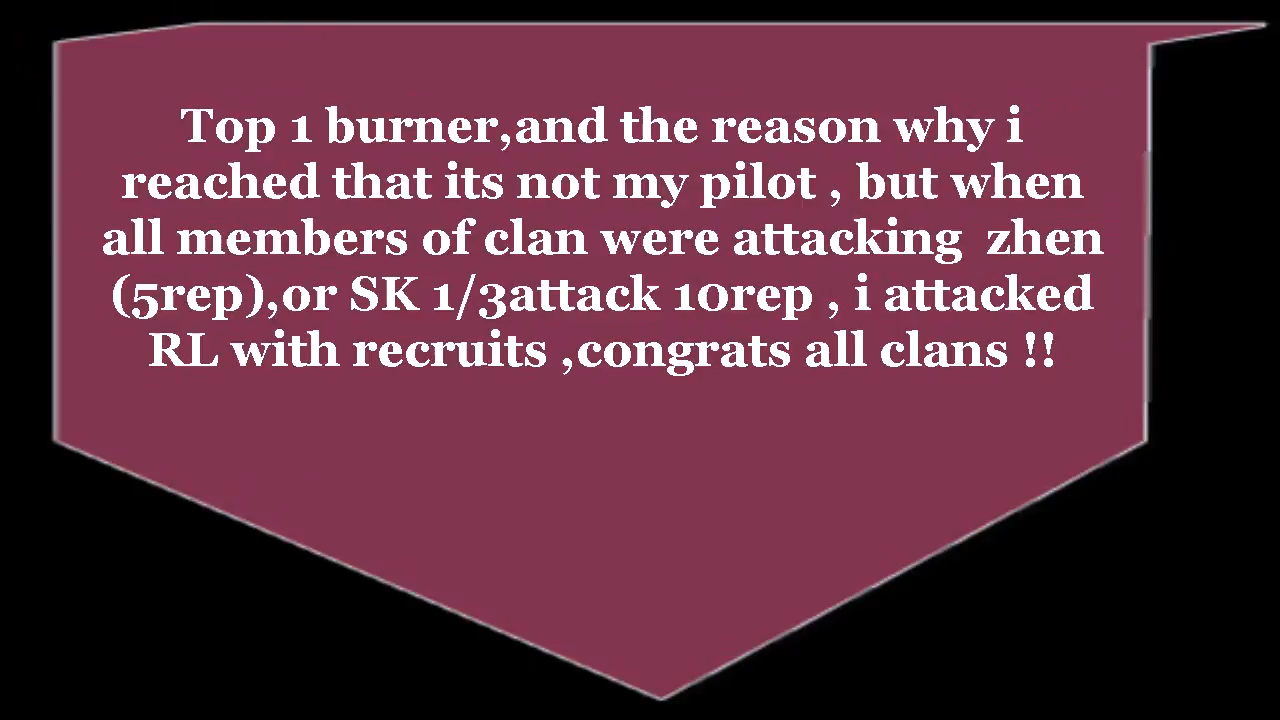 Top 1 burner,and the reason why i
reached that its not my pilot , but when
all members of clan were attacking  zhen
(5rep),or SK 1/3attack 10rep , i attacked
RL with recruits ,congrats all clans !!